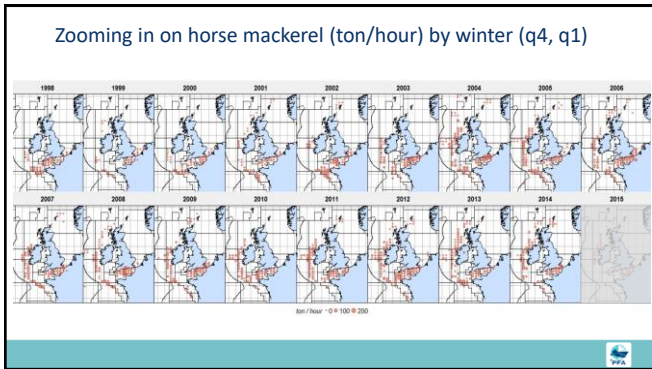 Zooming in on horse mackerel (ton/hour) by winter (q4, q1)
1998 1999 2000 2001 2002 2003 2004 2005 2006
2007 2008 2009 2010 2011 2012 2013 2014 2015
ton / hour · 0 100 200
PFA